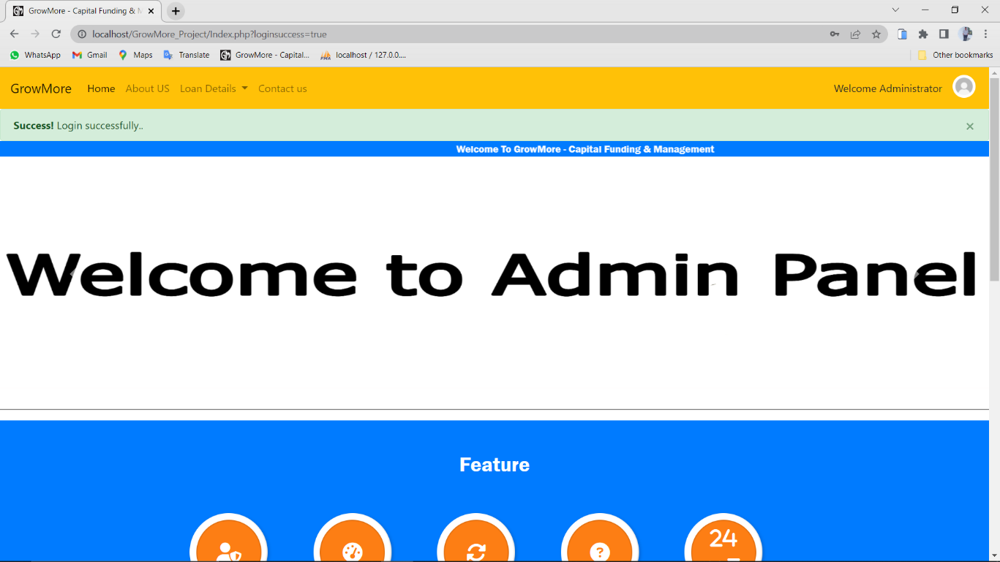 GrowMore - Capital Funding & M
localhost/GrowMore_Project/Index.php?loginsuccess=true
WhatsApp Gmail Maps Translate GrowMore - Capital... localhost / 127.0.0.... Other bookmarks
GrowMore Home About US Loan Details Contact us Welcome Administrator
Success! Login successfully.. ×
Welcome To GrowMore - Capital Funding & Management
Welcome to Admin Panel
Feature
24